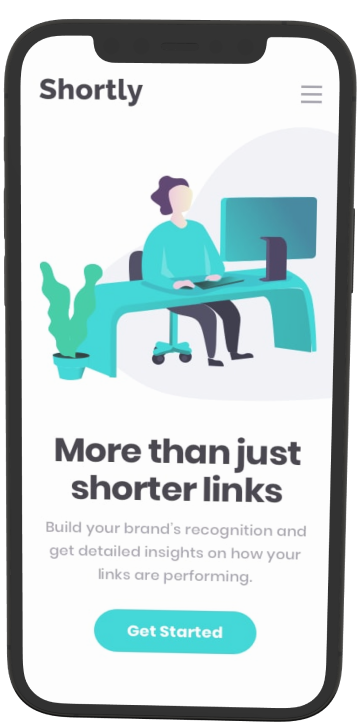 Shortly
More than just
shorter links
Build your brand's recognition and
get detailed insights on how your
links are performing.
Get Started